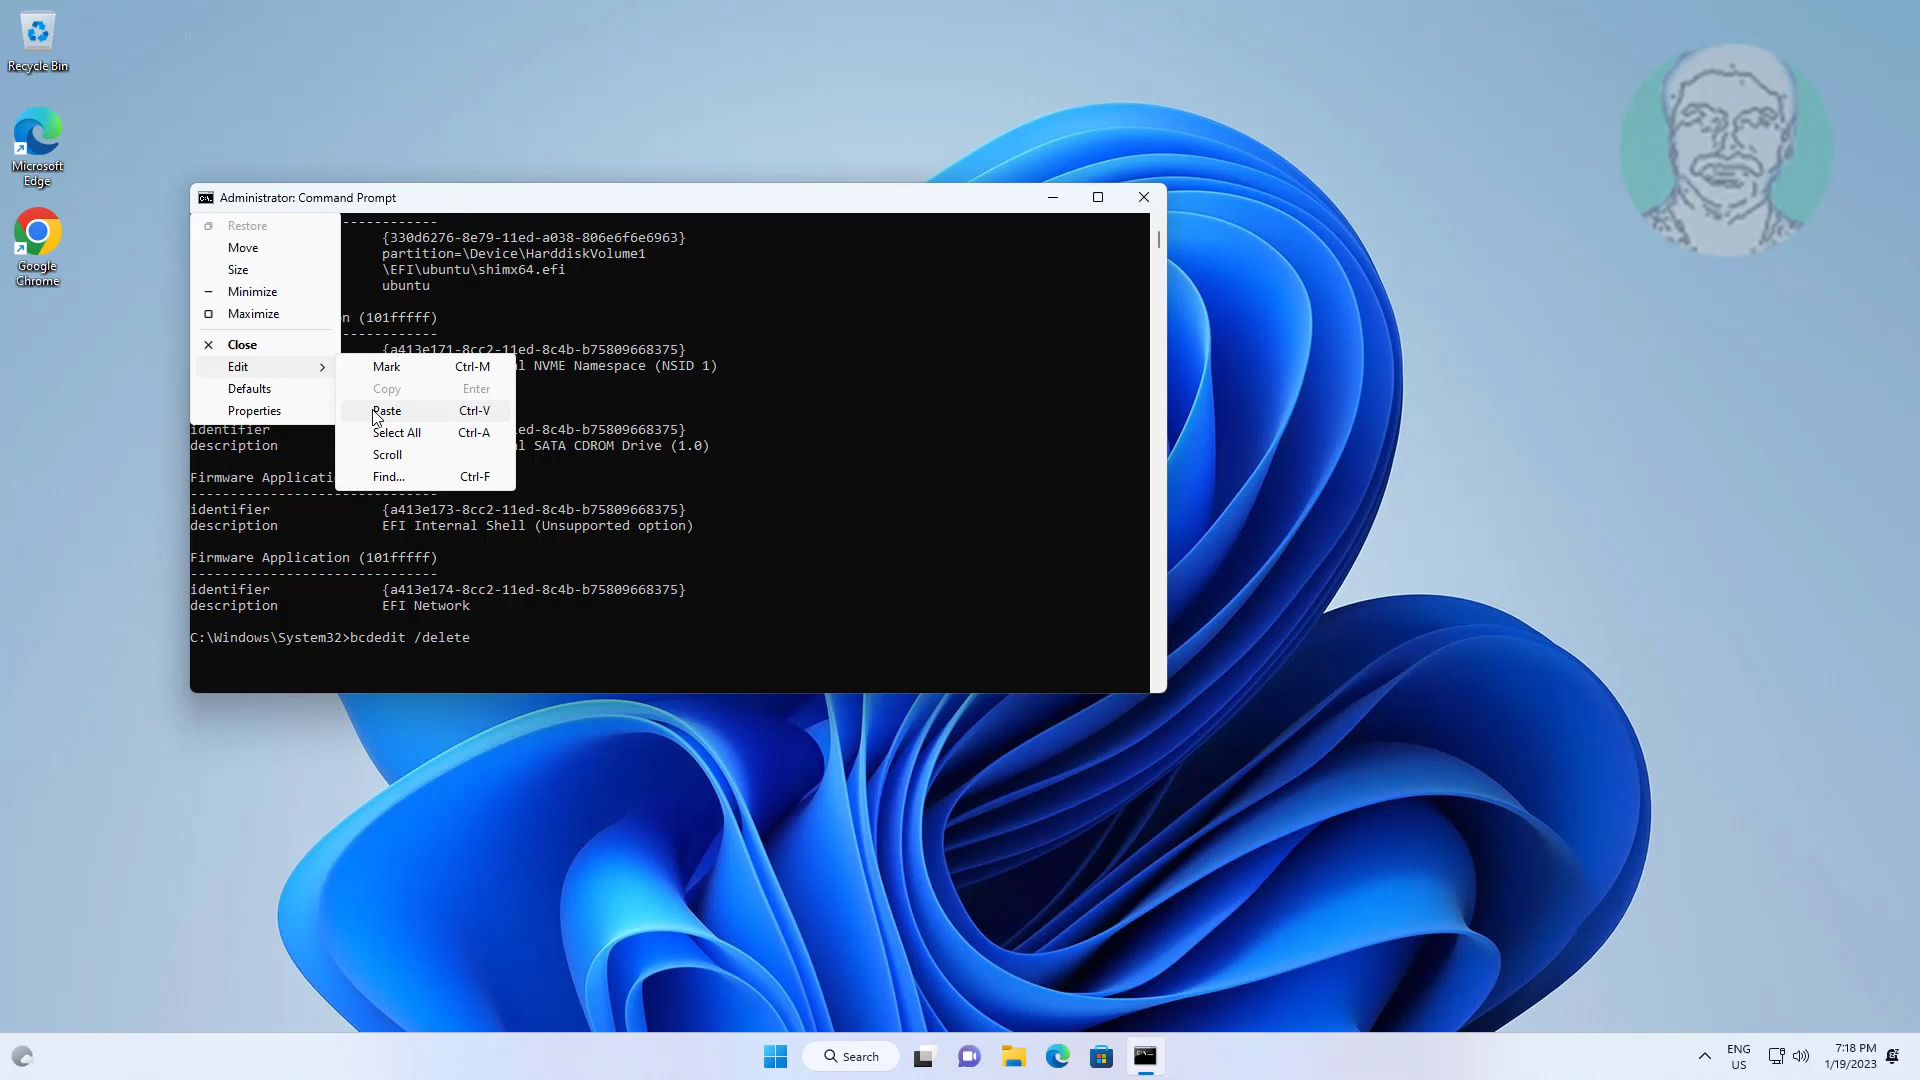 Recycle Bin
Microsoft
Edge
Google
Chrome
Administrator: Command Prompt
Restore
Move
Size
Minimize
Maximize
Close
Edit
Defaults
Properties
Mark Ctrl-M
Copy Enter
Paste Ctrl-V
Select All Ctrl-A
Scroll
Find... Ctrl-F
------------
{330d6276-8e79-11ed-a038-806e6f6e6963}
partition=\Device\HarddiskVolume1
\EFI\ubuntu\shimx64.efi
ubuntu
n (101fffff)
------------
{a413e171-8cc2-11ed-8c4b-b75809668375}
l NVME Namespace (NSID 1)
identifier ed-8c4b-b75809668375}
description l SATA CDROM Drive (1.0)
Firmware Applicati
-------------------------------
identifier {a413e173-8cc2-11ed-8c4b-b75809668375}
description EFI Internal Shell (Unsupported option)
Firmware Application (101fffff)
-------------------------------
identifier {a413e174-8cc2-11ed-8c4b-b75809668375}
description EFI Network
C:\Windows\System32>bcdedit /delete
Search
ENG
US
7:18 PM
1/19/2023